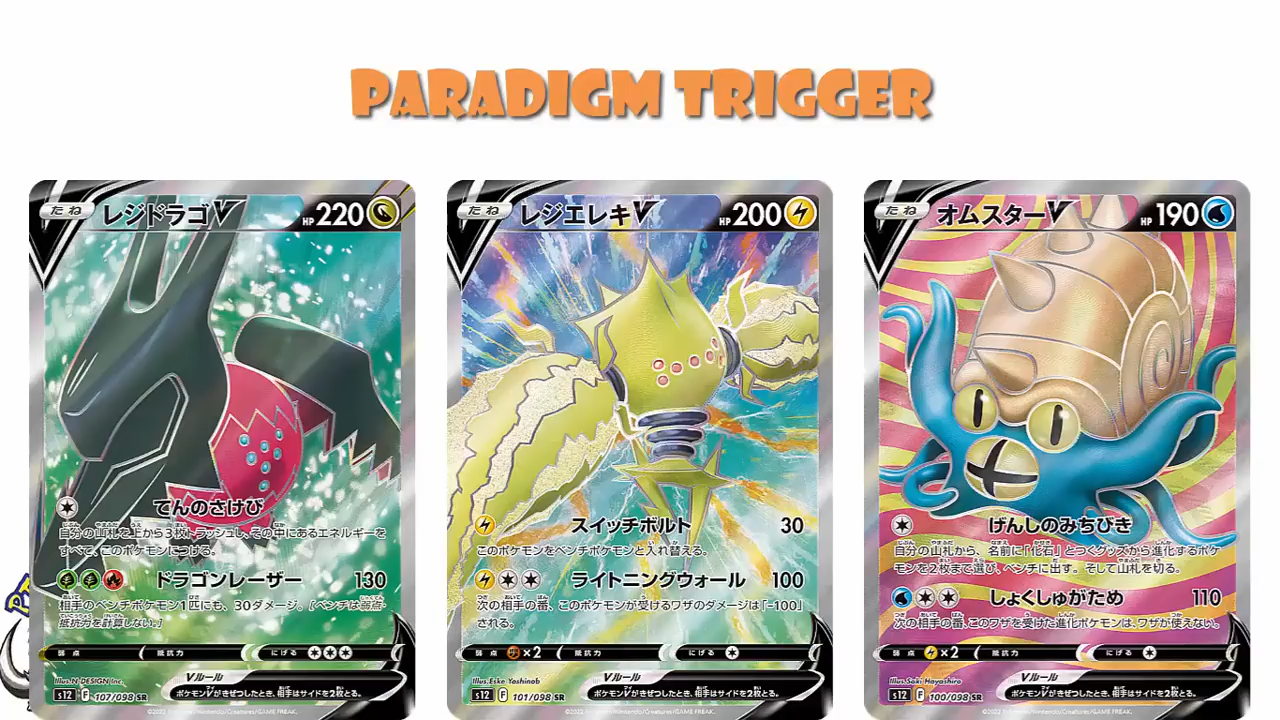 PARADIGM TRIGGER
たね レジドラゴV HP220
てんのさけび
自分の山札を上から3枚トラッシュし、その中にあるエネルギーを
すべて、このポケモンにつける。
ドラゴンレーザー 130
相手のベンチポケモン1匹にも、30ダメージ。[ベンチは弱点・
抵抗力を計算しない。]
弱点 抵抗力 にげる
Illus.N-DESIGN Inc.
Vルール
s12 F 107/098 SR
ポケモンVがきぜつしたとき、相手はサイドを2枚とる。
©2022 Pokémon/Nintendo/Creatures/GAME FREAK.
たね レジエレキV HP200
スイッチボルト 30
このポケモンをベンチポケモンと入れ替える。
ライトニングウォール 100
次の相手の番、このポケモンが受けるワザのダメージは「-100」
される。
弱点 ×2 抵抗力 にげる
Illus.Eske Yoshinob
Vルール
s12 F 101/098 SR
ポケモンVがきぜつしたとき、相手はサイドを2枚とる。
©2022 Pokémon/Nintendo/Creatures/GAME FREAK.
たね オムスターV HP190
げんしのみちびき
自分の山札から、名前に「化石」とつくグッズから進化するポケ
モンを2枚まで選び、ベンチに出す。そして山札を切る。
しょくしゅがため 110
次の相手の番、このワザを受けた進化ポケモンは、ワザが使えない。
弱点 ×2 抵抗力 にげる
Illus.Saki Hayashiro
Vルール
s12 F 100/098 SR
ポケモンVがきぜつしたとき、相手はサイドを2枚とる。
©2022 Pokémon/Nintendo/Creatures/GAME FREAK.